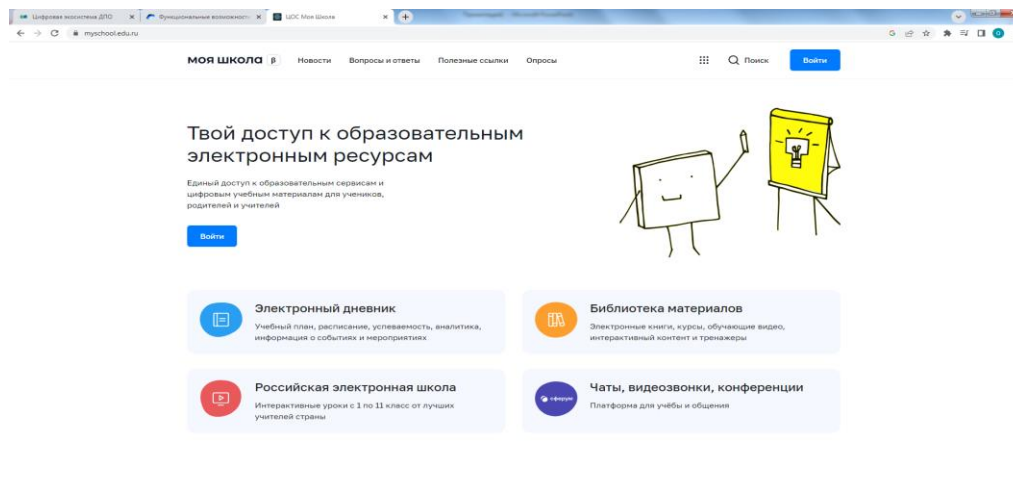 Цифровая экосистема ДПО
Функциональные возможност
ЦОС Моя Школа
myschool.edu.ru
МОЯ ШКОЛА β
Новости
Вопросы и ответы
Полезные ссылки
Опросы
Поиск
Войти
Твой доступ к образовательным
электронным ресурсам
Единый доступ к образовательным сервисам и
цифровым учебным материалам для учеников,
родителей и учителей
Войти
Электронный дневник
Учебный план, расписание, успеваемость, аналитика,
информация о событиях и мероприятиях
Библиотека материалов
Электронные книги, курсы, обучающие видео,
интерактивный контент и тренажеры
Российская электронная школа
Интерактивные уроки с 1 по 11 класс от лучших
учителей страны
сферум
Чаты, видеозвонки, конференции
Платформа для учёбы и общения